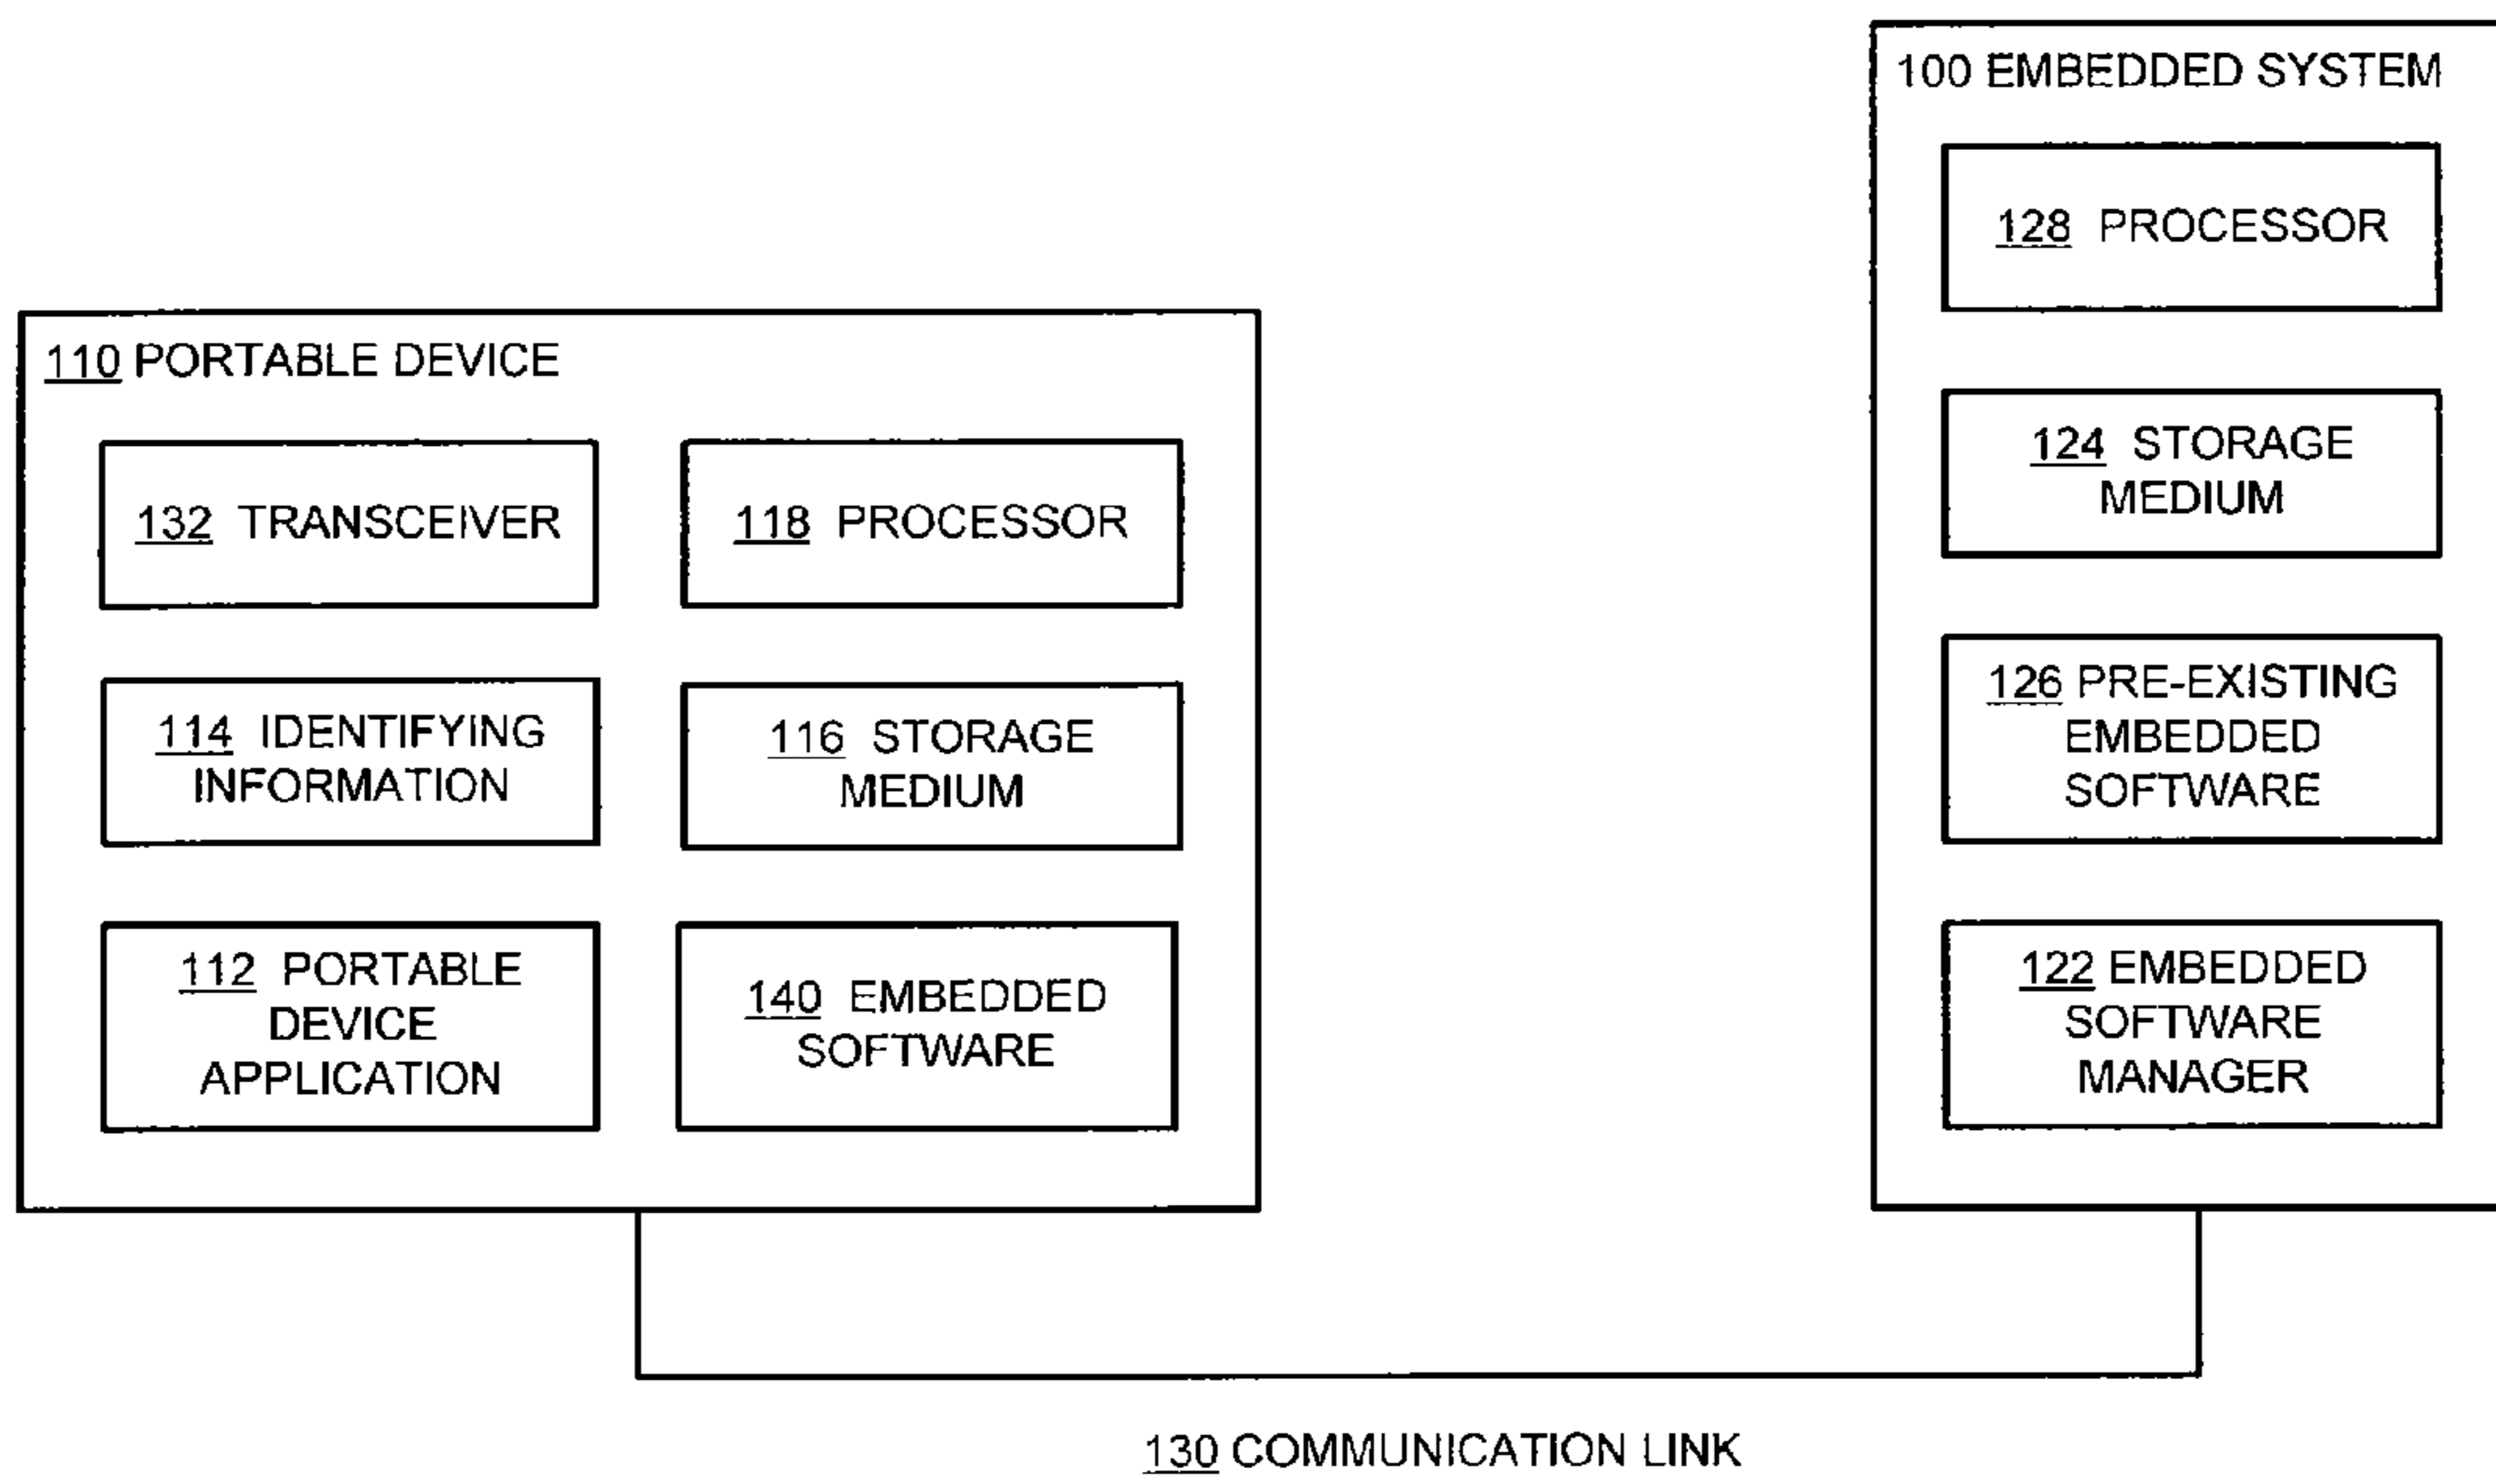 100 EMBEDDED SYSTEM
128 PROCESSOR
124 STORAGE
MEDIUM
126 PRE-EXISTING
EMBEDDED
SOFTWARE
122 EMBEDDED
SOFTWARE
MANAGER
110 PORTABLE DEVICE
132 TRANSCEIVER
118 PROCESSOR
114 IDENTIFYING
INFORMATION
116 STORAGE
MEDIUM
112 PORTABLE
DEVICE
APPLICATION
140 EMBEDDED
SOFTWARE
130 COMMUNICATION LINK